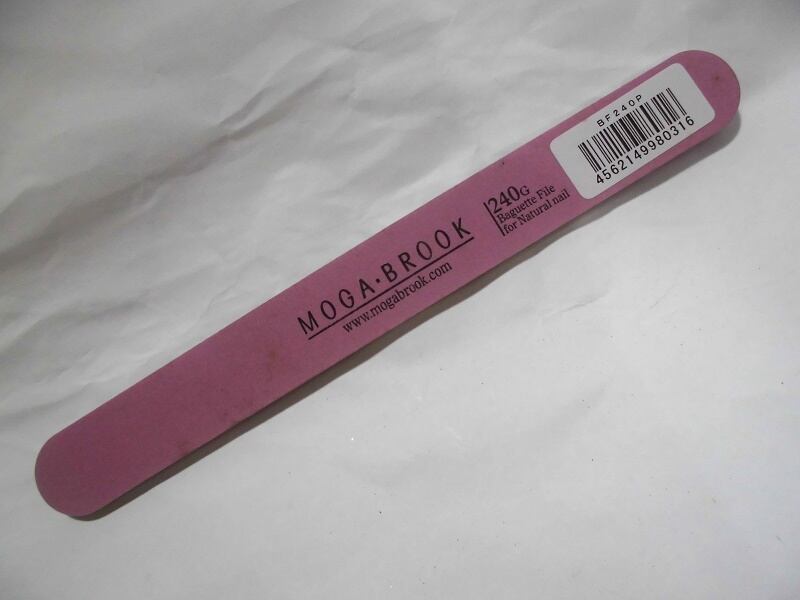 MOGA·BROOK
www.mogabrook.com
240G
Baguette File
for Natural nail
BF240P
4562149980316